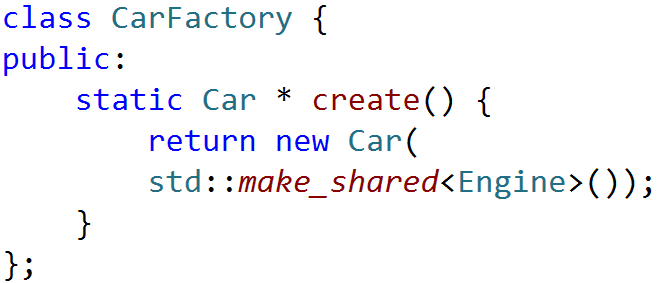 class CarFactory {
public:
    static Car * create() {
        return new Car(
        std::make_shared<Engine>());
    }
};